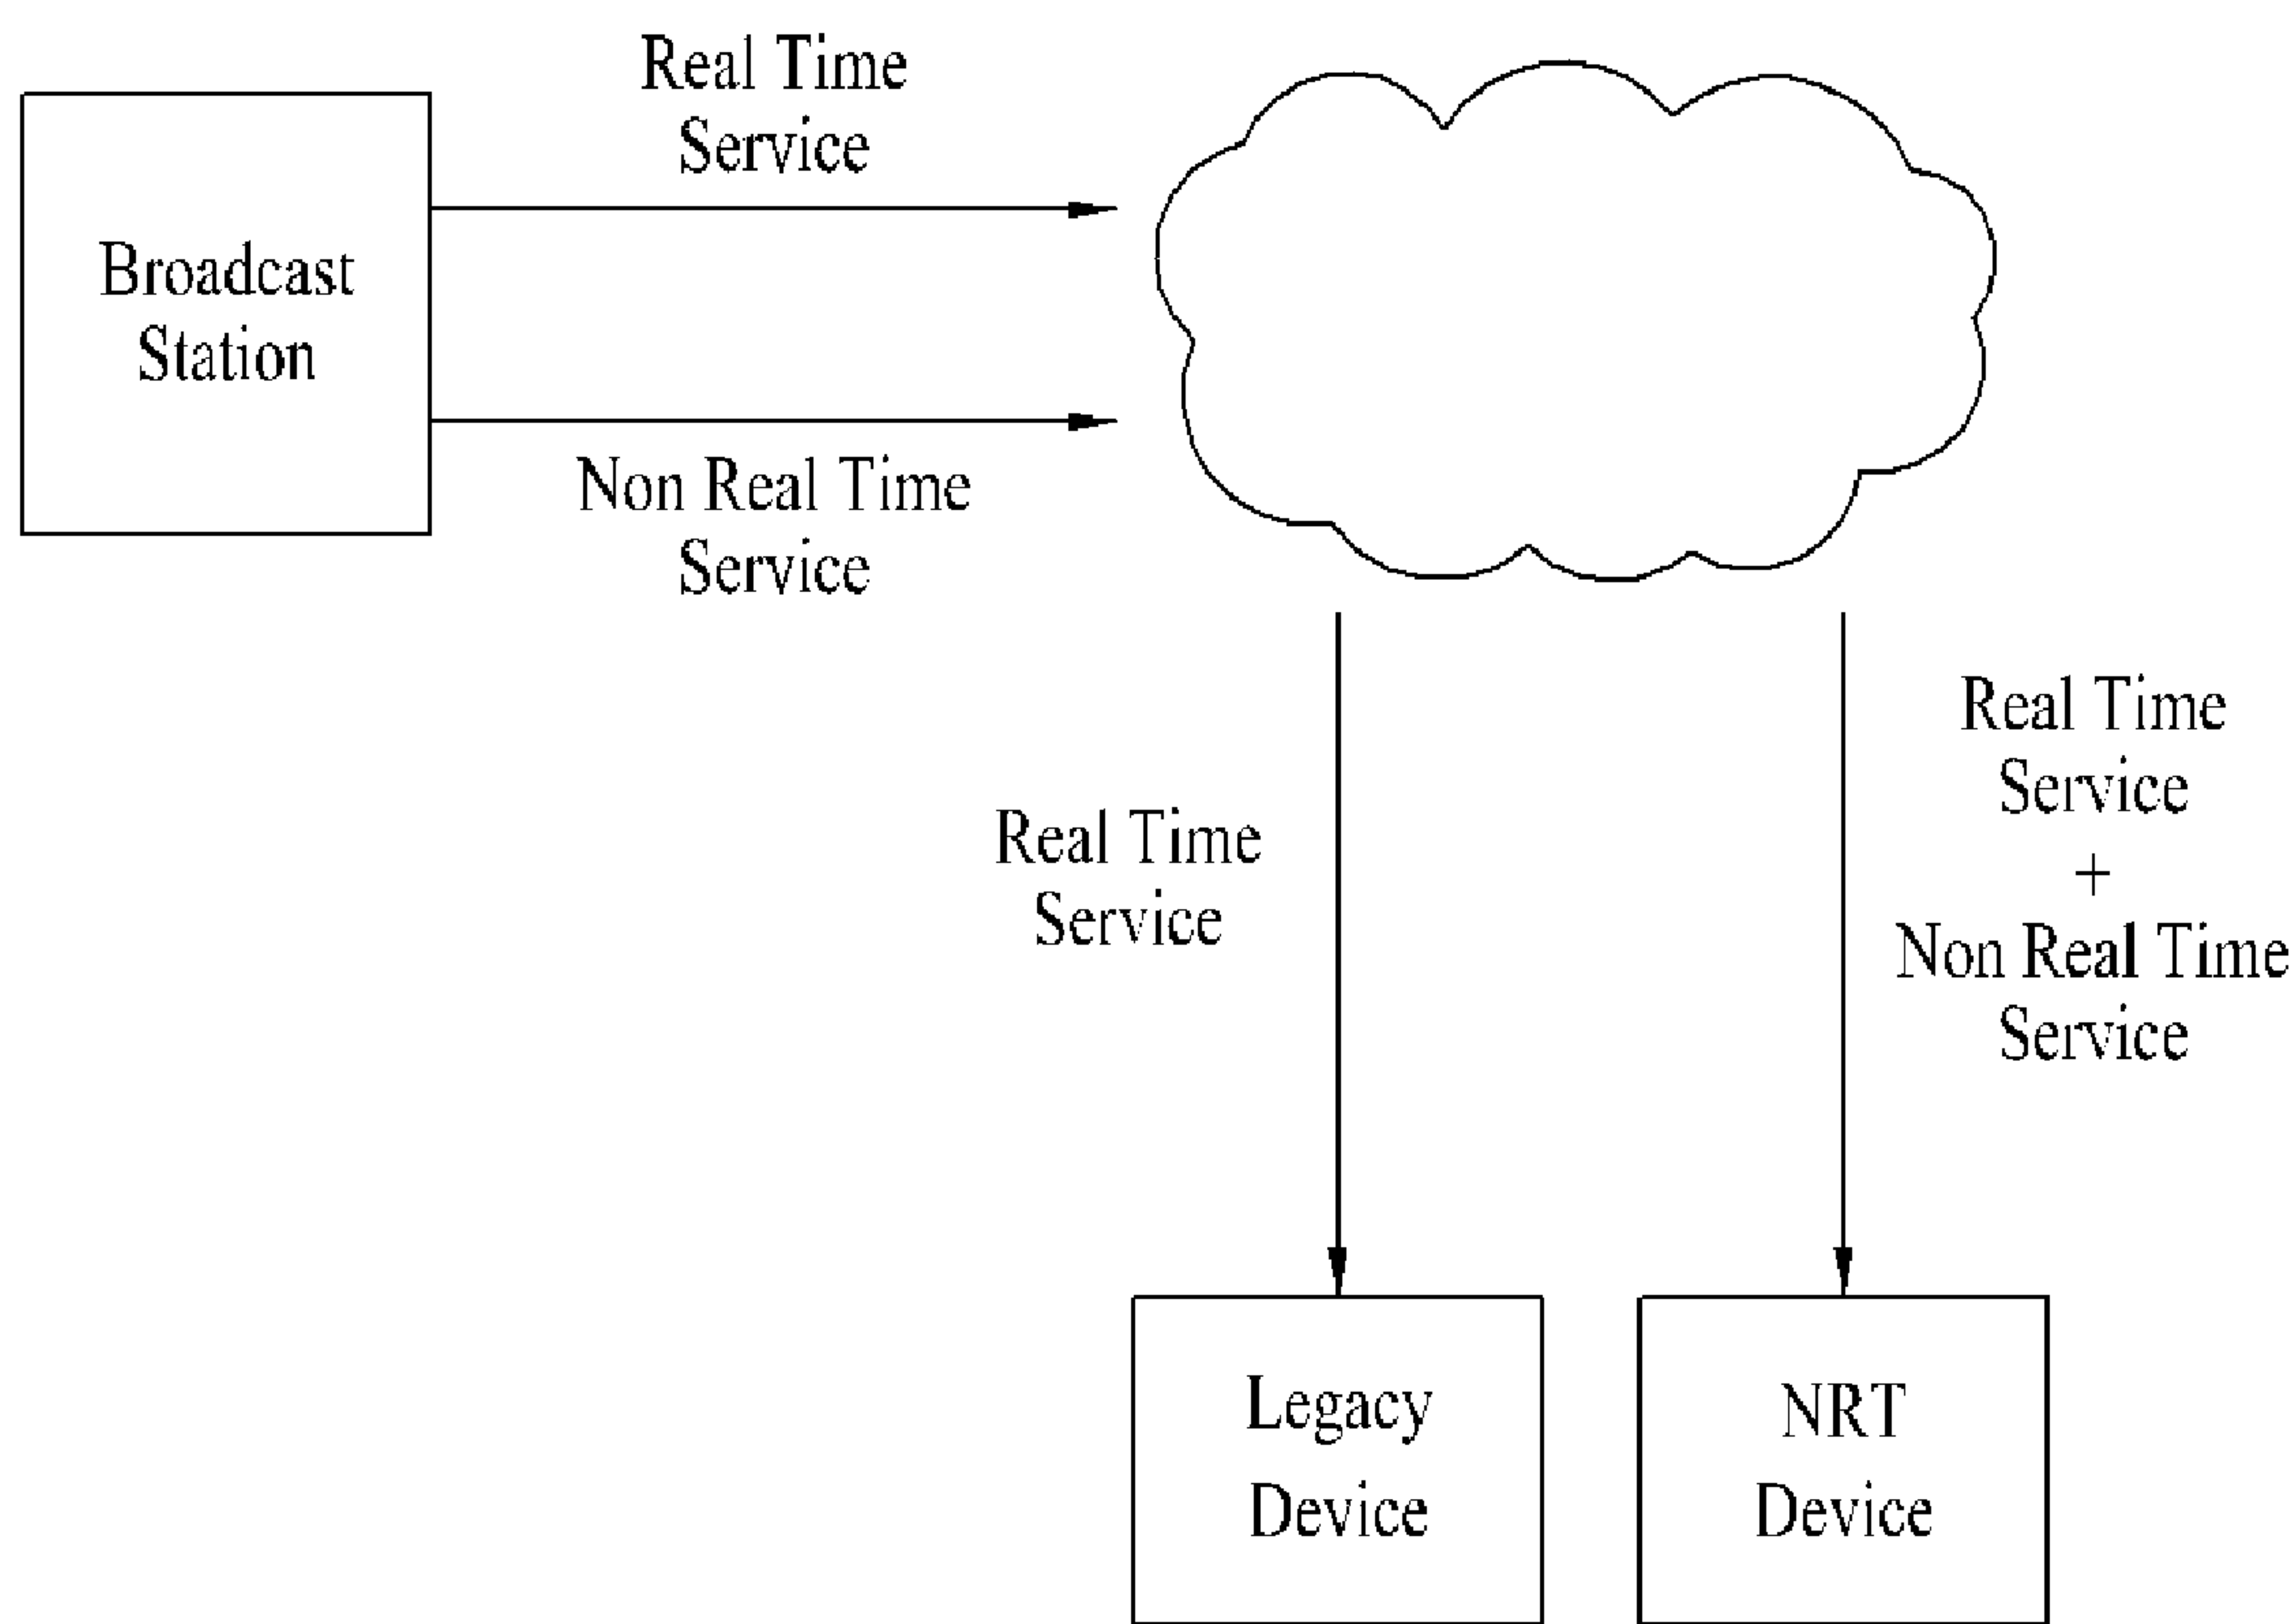 Real Time
Service
Broadcast
Station
Non Real Time
Service
Real Time
Service
Real Time
Service
+
Non Real Time
Service
Legacy
Device
NRT
Device